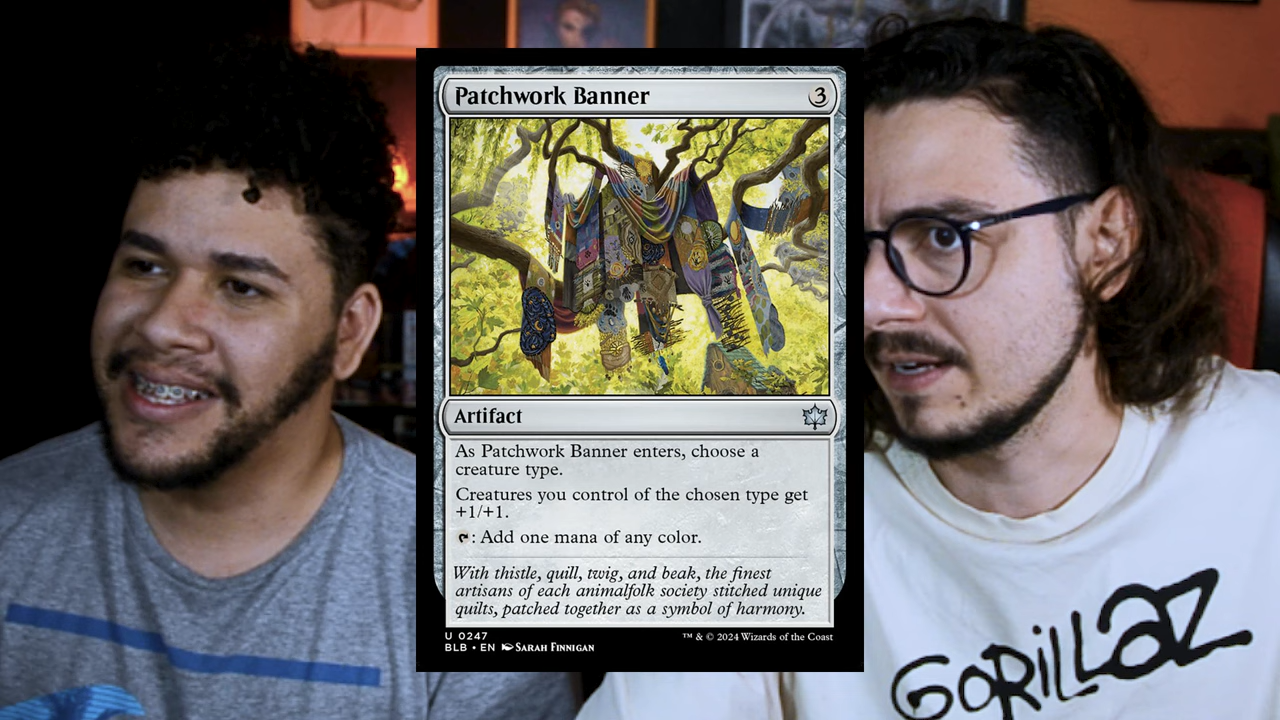 Patchwork Banner 3
Artifact
As Patchwork Banner enters, choose a
creature type.
Creatures you control of the chosen type get
+1/+1.
: Add one mana of any color.
With thistle, quill, twig, and beak, the finest
artisans of each animalfolk society stitched unique
quilts, patched together as a symbol of harmony.
U 0247
BLB • EN Sarah Finnigan
™ & © 2024 Wizards of the Coast
GORILLAZ